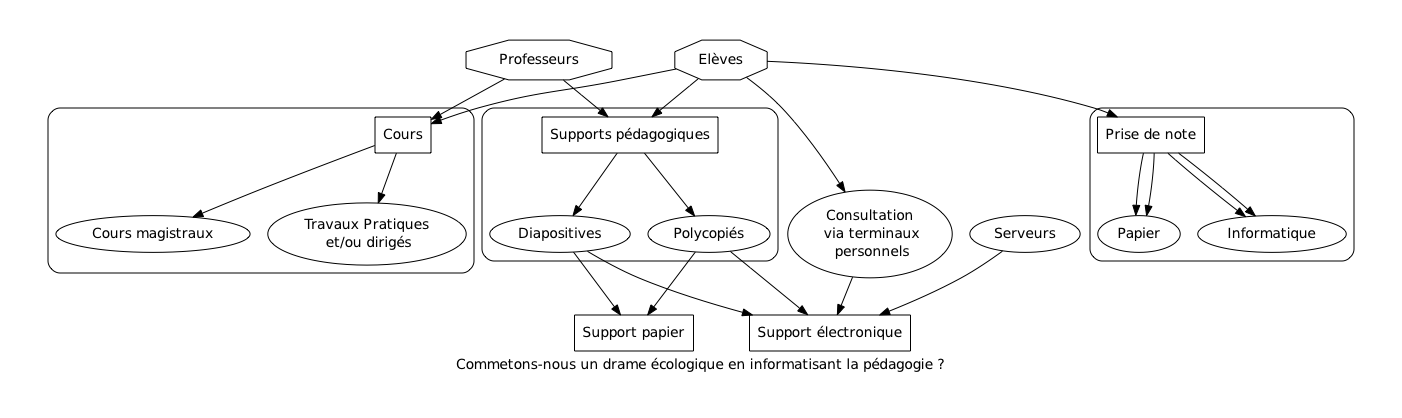 Professeurs
Elèves
Cours
Supports pédagogiques
Prise de note
Cours magistraux
Travaux Pratiques
et/ou dirigés
Diapositives
Polycopiés
Consultation
via terminaux
personnels
Serveurs
Papier
Informatique
Support papier
Support électronique
Commetons-nous un drame écologique en informatisant la pédagogie ?